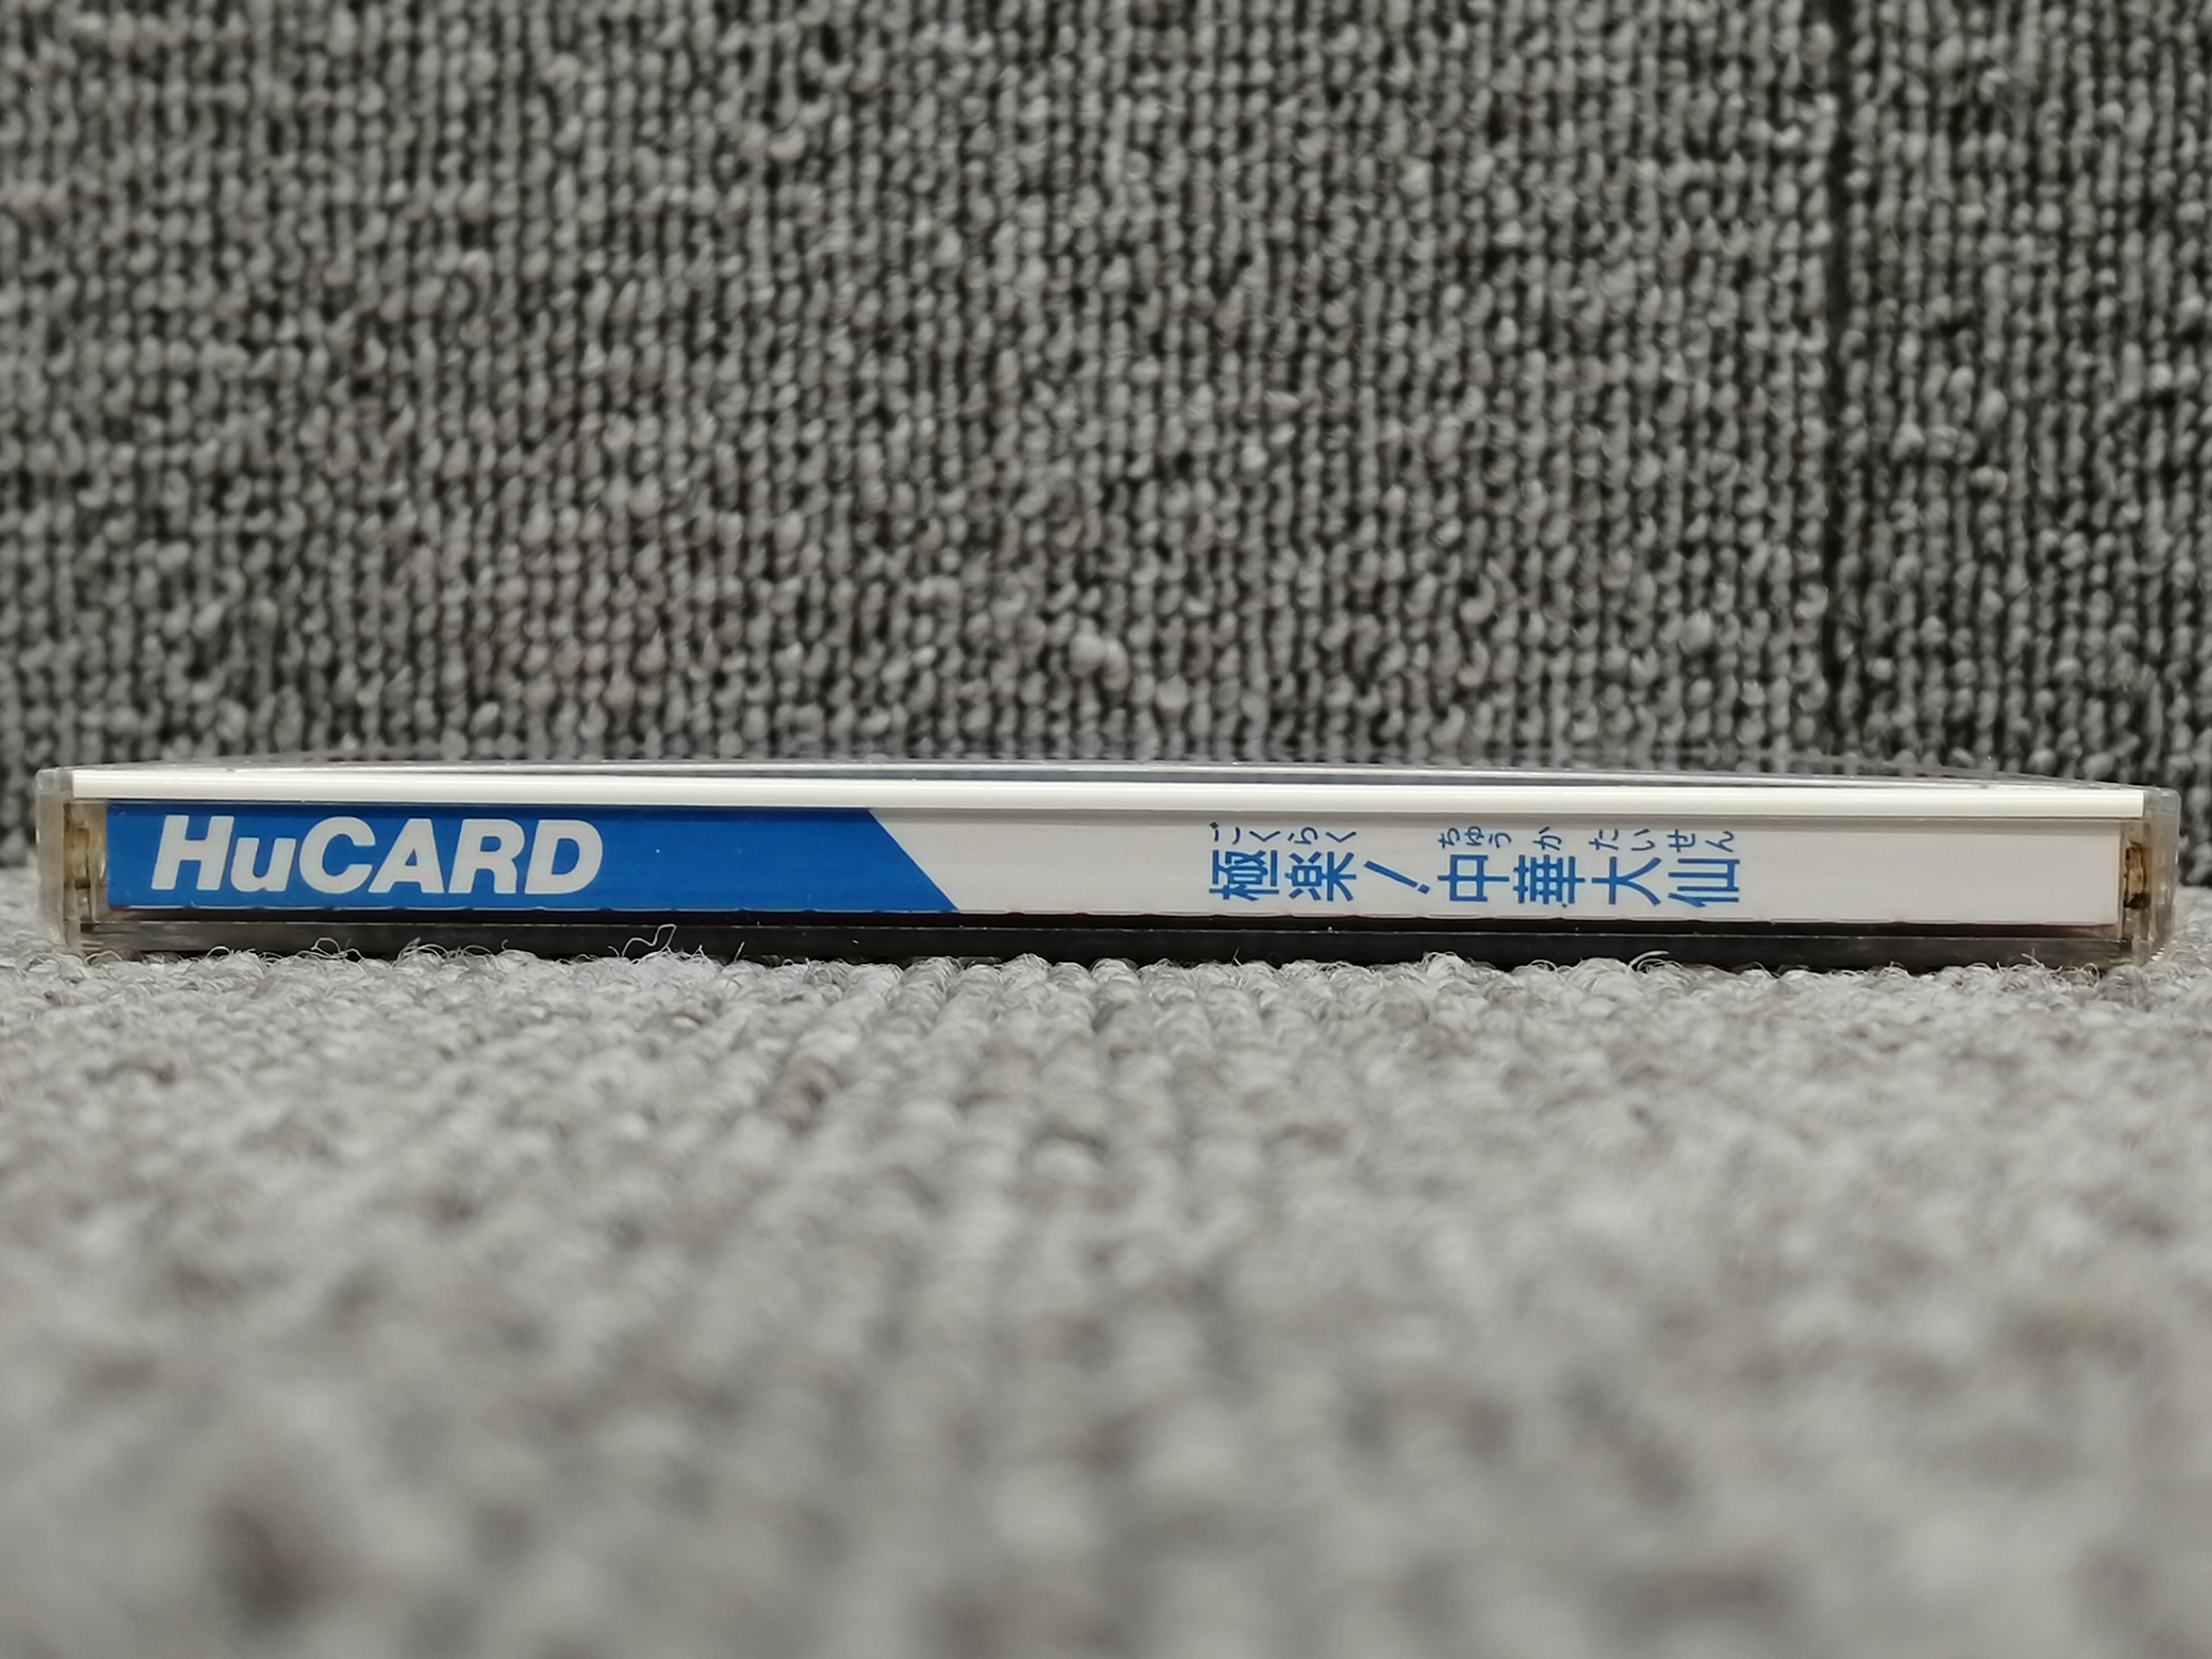 HuCARD
ごくらく ちゅうか たいせん
極楽!中華大仙